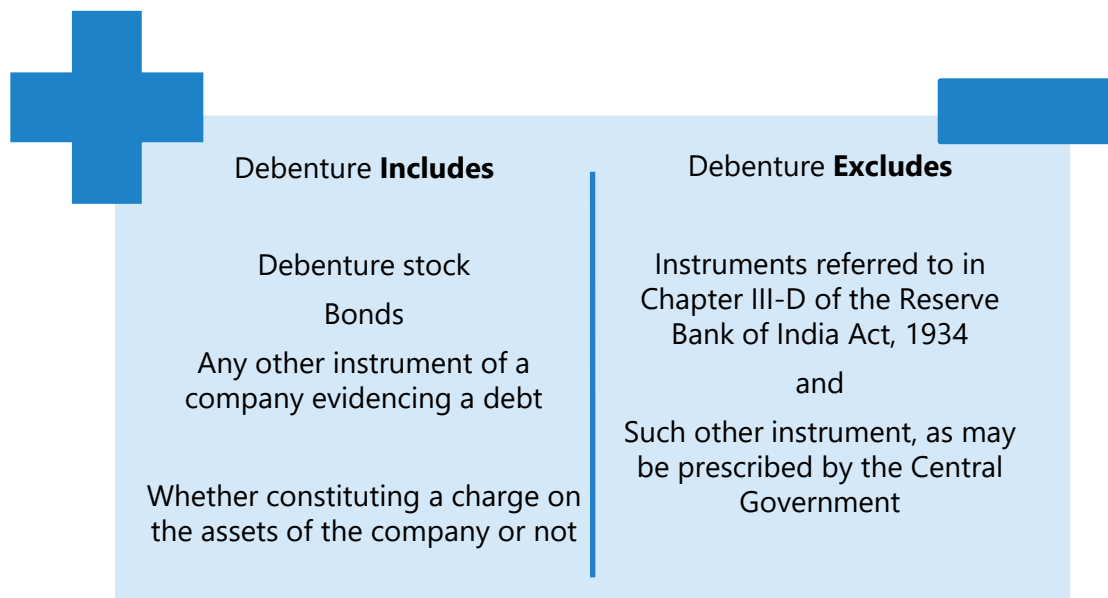 Debenture Includes
Debenture stock
Bonds
Any other instrument of a
company evidencing a debt
Whether constituting a charge on
the assets of the company or not
Debenture Excludes
Instruments referred to in
Chapter III-D of the Reserve
Bank of India Act, 1934
and
Such other instrument, as may
be prescribed by the Central
Government